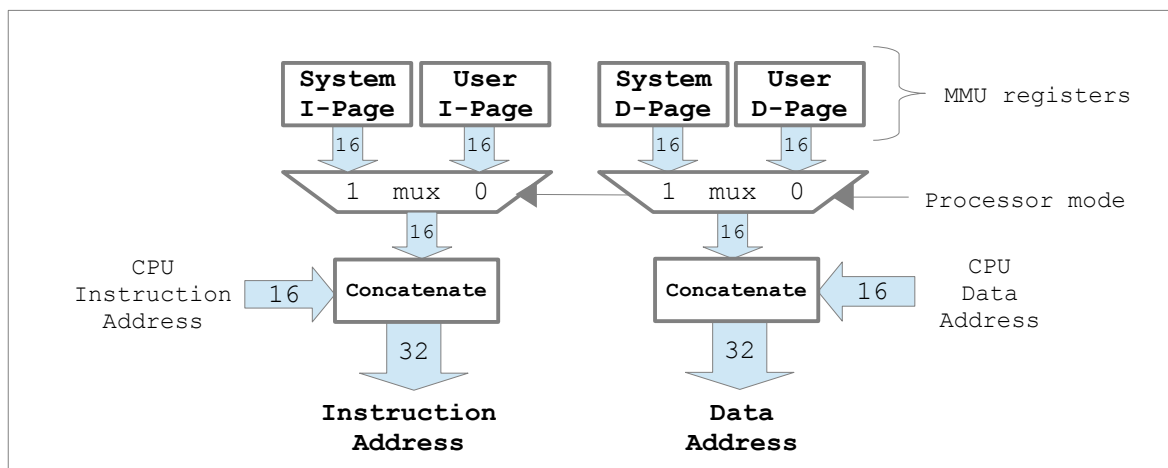 System I-Page
User I-Page
System D-Page
User D-Page
MMU registers
16
16
16
16
1 mux 0
1 mux 0
Processor mode
16
16
CPU Instruction Address
16
Concatenate
Concatenate
16
CPU Data Address
32
32
Instruction Address
Data Address